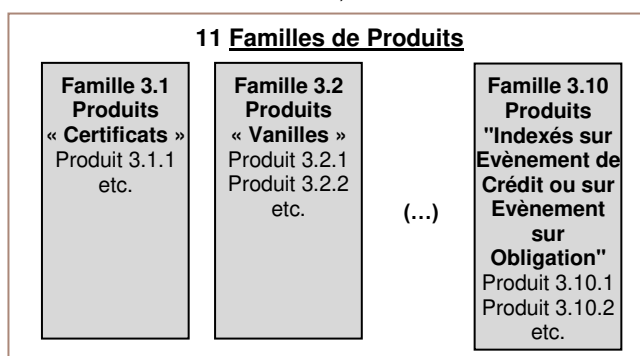 11 Familles de Produits
Famille 3.1
Produits
« Certificats »
Produit 3.1.1
etc.
Famille 3.2
Produits
« Vanilles »
Produit 3.2.1
Produit 3.2.2
etc.
(…)
Famille 3.10
Produits
"Indexés sur
Evènement de
Crédit ou sur
Evènement
sur
Obligation"
Produit 3.10.1
Produit 3.10.2
etc.